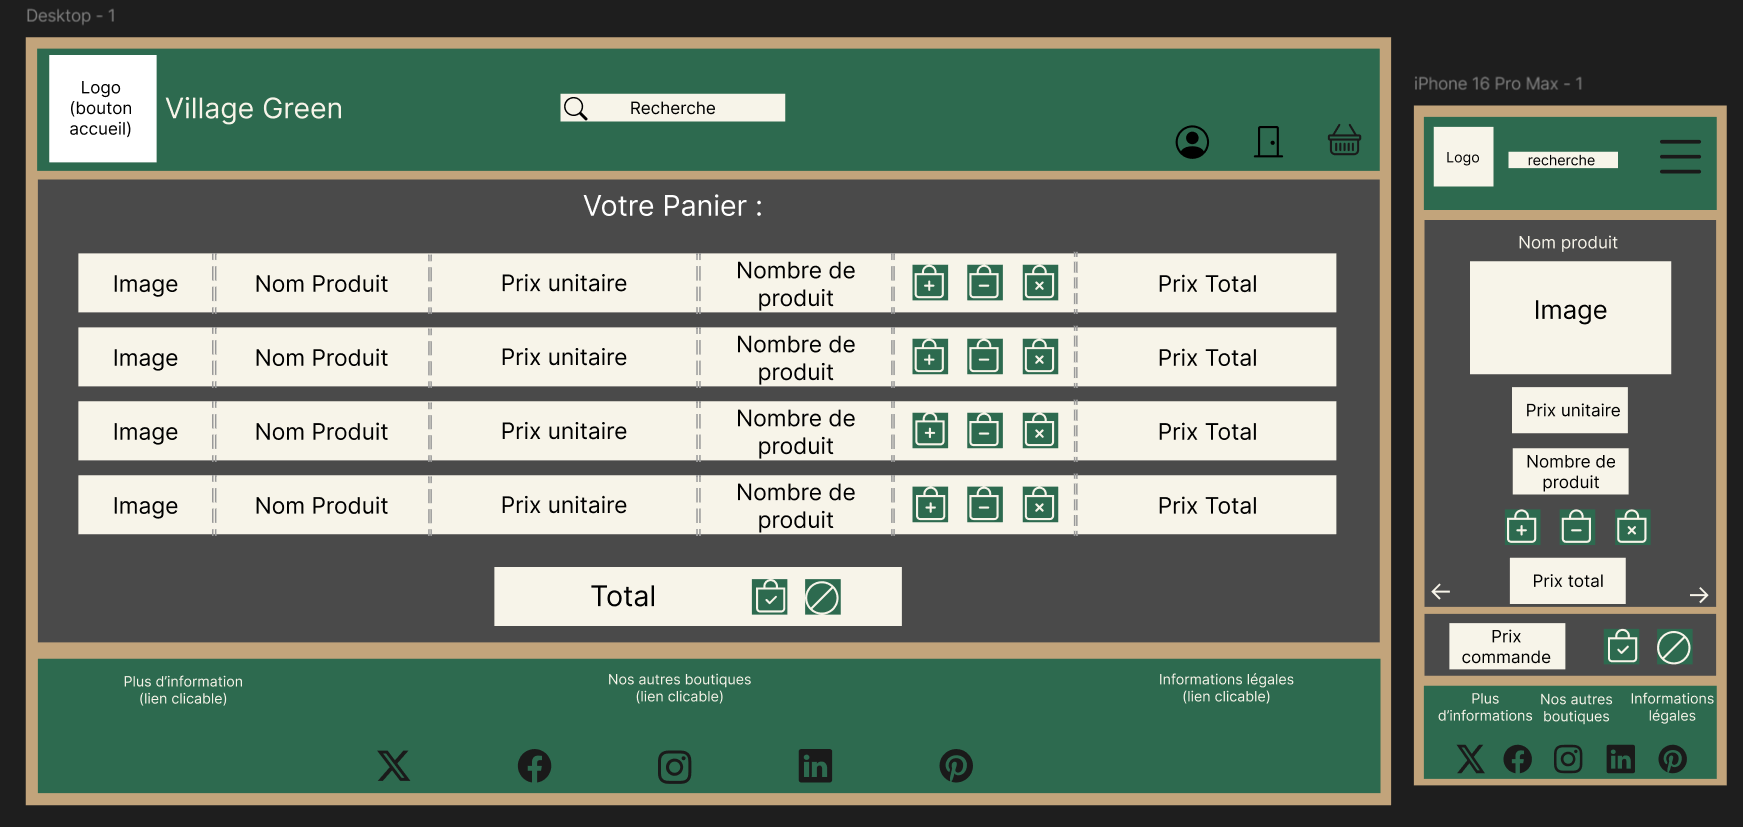 Desktop - 1
Logo
(bouton
accueil)
Village Green
Recherche
Votre Panier :
Image
Nom Produit
Prix unitaire
Nombre de
produit
Prix Total
Image
Nom Produit
Prix unitaire
Nombre de
produit
Prix Total
Image
Nom Produit
Prix unitaire
Nombre de
produit
Prix Total
Image
Nom Produit
Prix unitaire
Nombre de
produit
Prix Total
Total
Plus d'information
(lien clicable)
Nos autres boutiques
(lien clicable)
Informations légales
(lien clicable)
iPhone 16 Pro Max - 1
Logo
recherche
Nom produit
Image
Prix unitaire
Nombre de
produit
Prix total
Prix
commande
Plus
d'informations
Nos autres
boutiques
Informations
légales